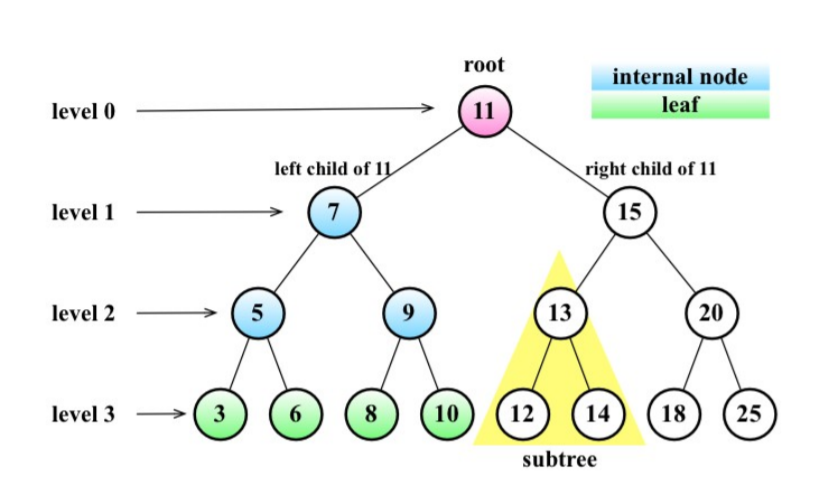 root
internal node
leaf
level 0
11
left child of 11
right child of 11
level 1
7
15
level 2
5
9
13
20
level 3
3
6
8
10
12
14
18
25
subtree